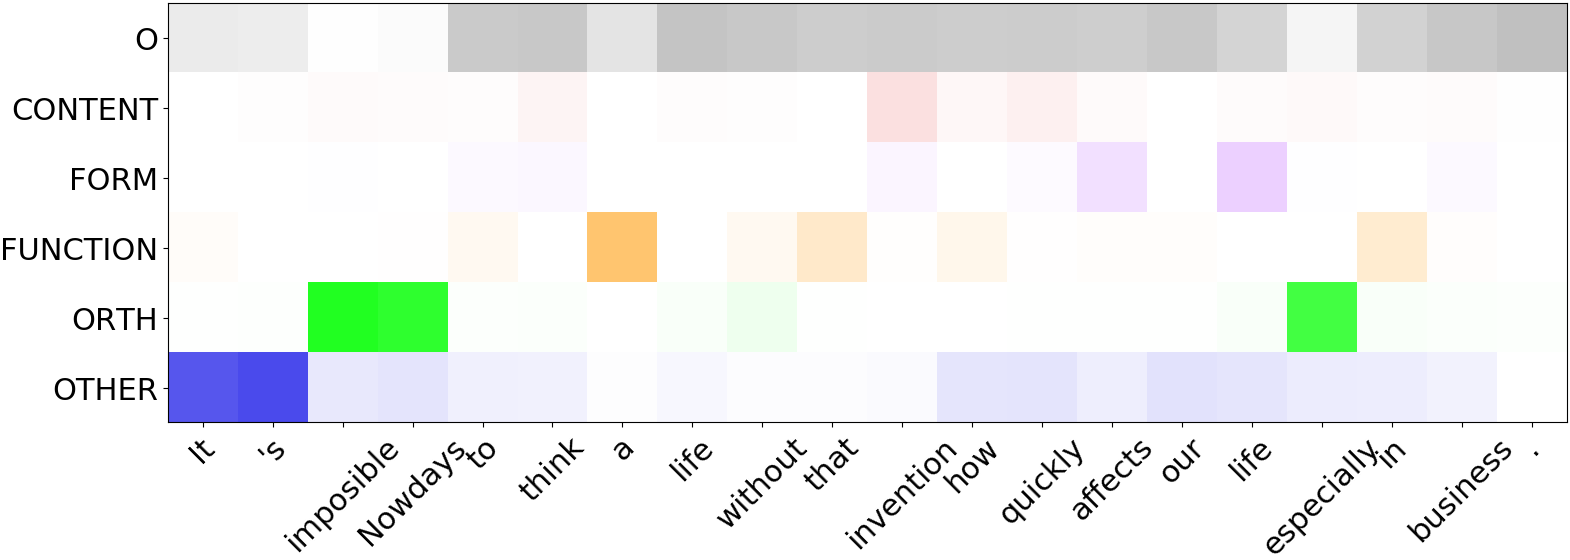 O
CONTENT
FORM
FUNCTION
ORTH
OTHER
It 's imposible Nowdays to think a life without that invention how quickly affects our life especially in business .